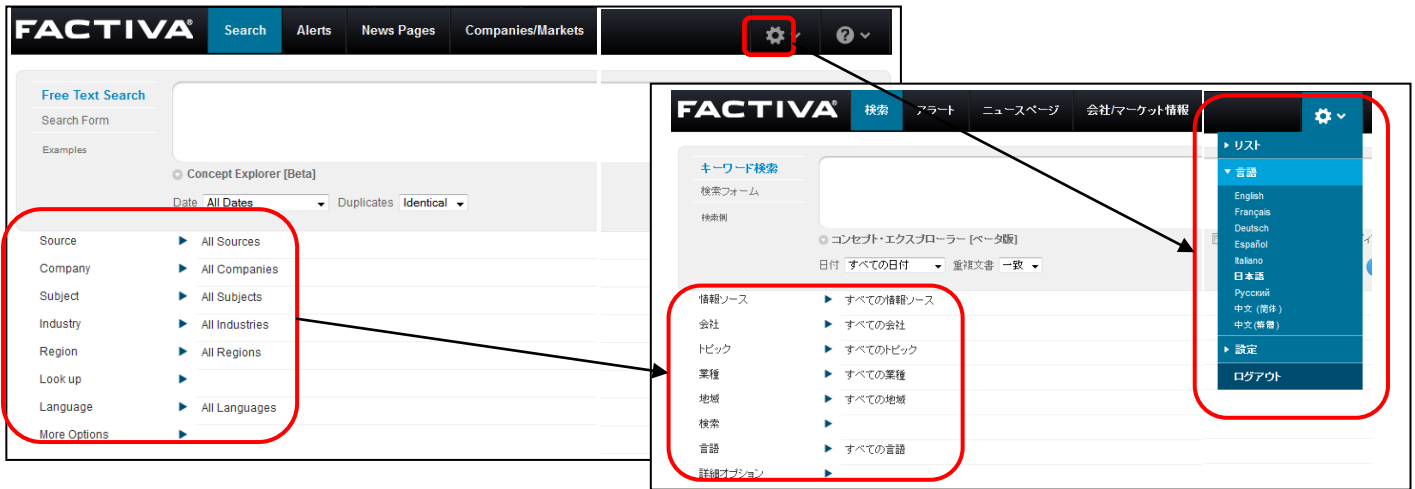 FACTIVA Search Alerts News Pages Companies/Markets
Free Text Search
Search Form
Examples
Concept Explorer [Beta]
Date All Dates Duplicates Identical
Source All Sources
Company All Companies
Subject All Subjects
Industry All Industries
Region All Regions
Look up
Language All Languages
More Options
FACTIVA 検索 アラート ニュースページ 会社/マーケット情報
キーワード検索
検索フォーム
検索例
コンセプト・エクスプローラー [ベータ版]
日付 すべての日付 重複文書 一致
情報ソース すべての情報ソース
会社 すべての会社
トピック すべてのトピック
業種 すべての業種
地域 すべての地域
検索
言語 すべての言語
詳細オプション
リスト
言語
English
Français
Deutsch
Español
Italiano
日本語
Русский
中文 (简体)
中文(繁體)
設定
ログアウト